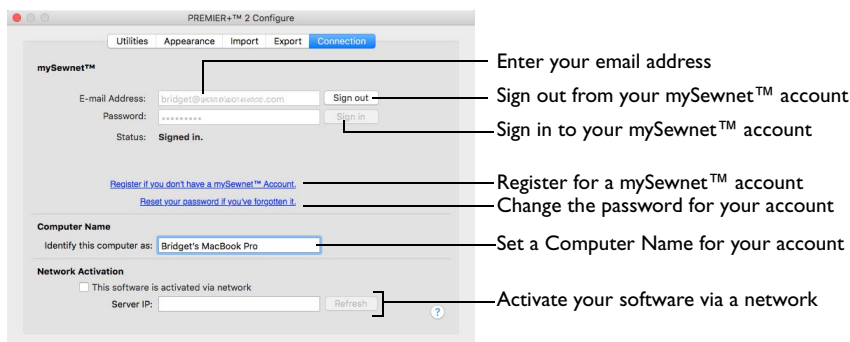 PREMIER+™ 2 Configure
Utilities Appearance Import Export Connection
mySewnet™
Enter your email address
E-mail Address: bridget@ .com Sign out
Sign out from your mySewnet™ account
Password: ••••••••• Sign in
Sign in to your mySewnet™ account
Status: Signed in.
Register if you don't have a mySewnet™ Account.
Register for a mySewnet™ account
Reset your password if you've forgotten it.
Change the password for your account
Computer Name
Identify this computer as: Bridget's MacBook Pro
Set a Computer Name for your account
Network Activation
This software is activated via network
Server IP: Refresh
Activate your software via a network
?